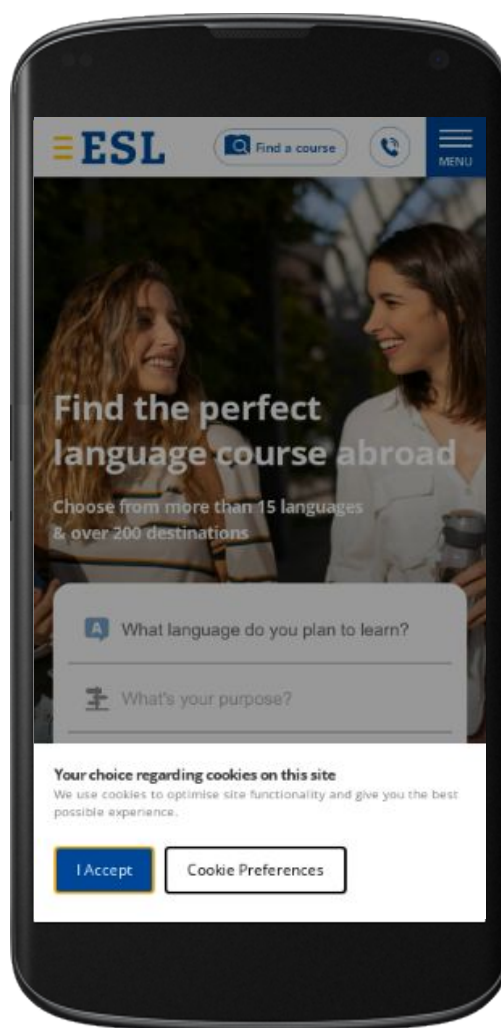 ESL
Find a course
MENU
Find the perfect
language course abroad
Choose from more than 15 languages
& over 200 destinations
A
What language do you plan to learn?
What's your purpose?
Your choice regarding cookies on this site
We use cookies to optimise site functionality and give you the best
possible experience.
I Accept
Cookie Preferences